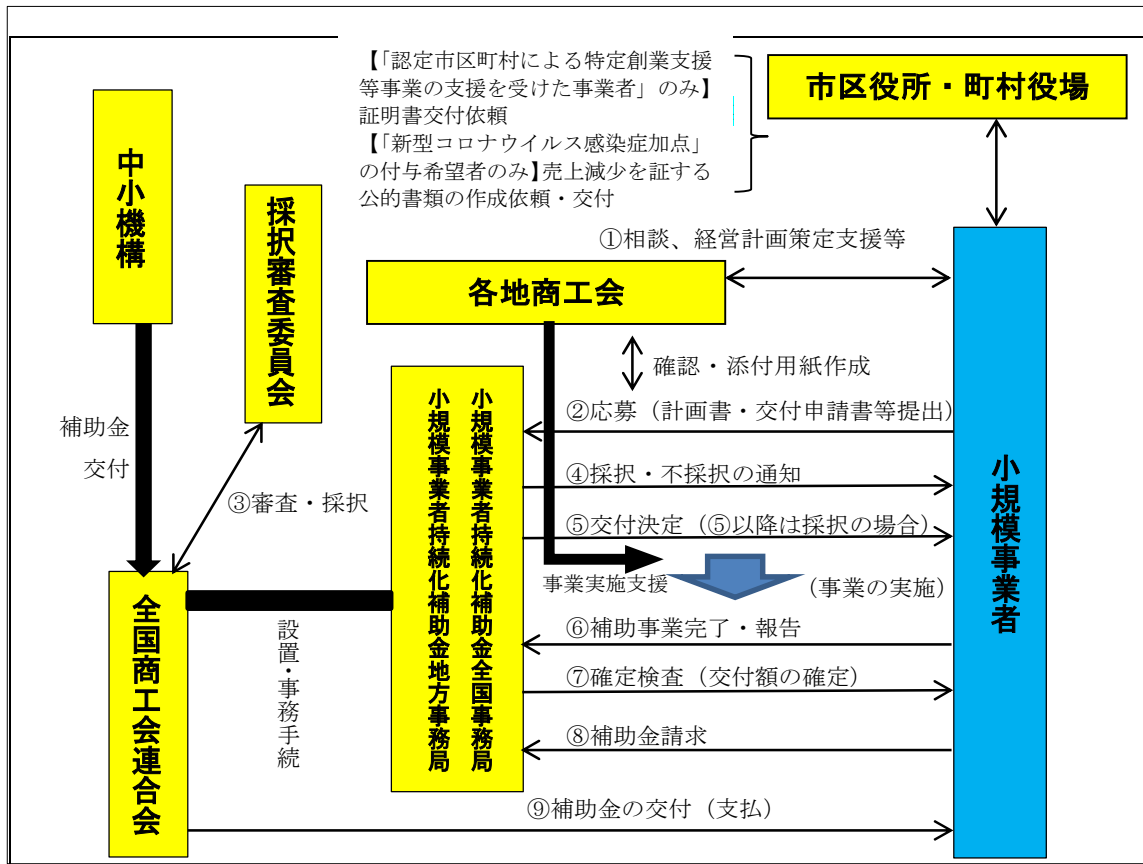 【「認定市区町村による特定創業支援
等事業の支援を受けた事業者」のみ】
証明書交付依頼
【「新型コロナウイルス感染症加点」
の付与希望者のみ】売上減少を証する
公的書類の作成依頼・交付
市区役所・町村役場
中小機構
採択審査委員会
①相談、経営計画策定支援等
各地商工会
確認・添付用紙作成
補助金
交付
③審査・採択
小規模事業者持続化補助金全国事務局
小規模事業者持続化補助金地方事務局
②応募（計画書・交付申請書等提出）
④採択・不採択の通知
⑤交付決定（⑤以降は採択の場合）
事業実施支援
（事業の実施）
小規模事業者
全国商工会連合会
設置・事務手続
⑥補助事業完了・報告
⑦確定検査（交付額の確定）
⑧補助金請求
⑨補助金の交付（支払）